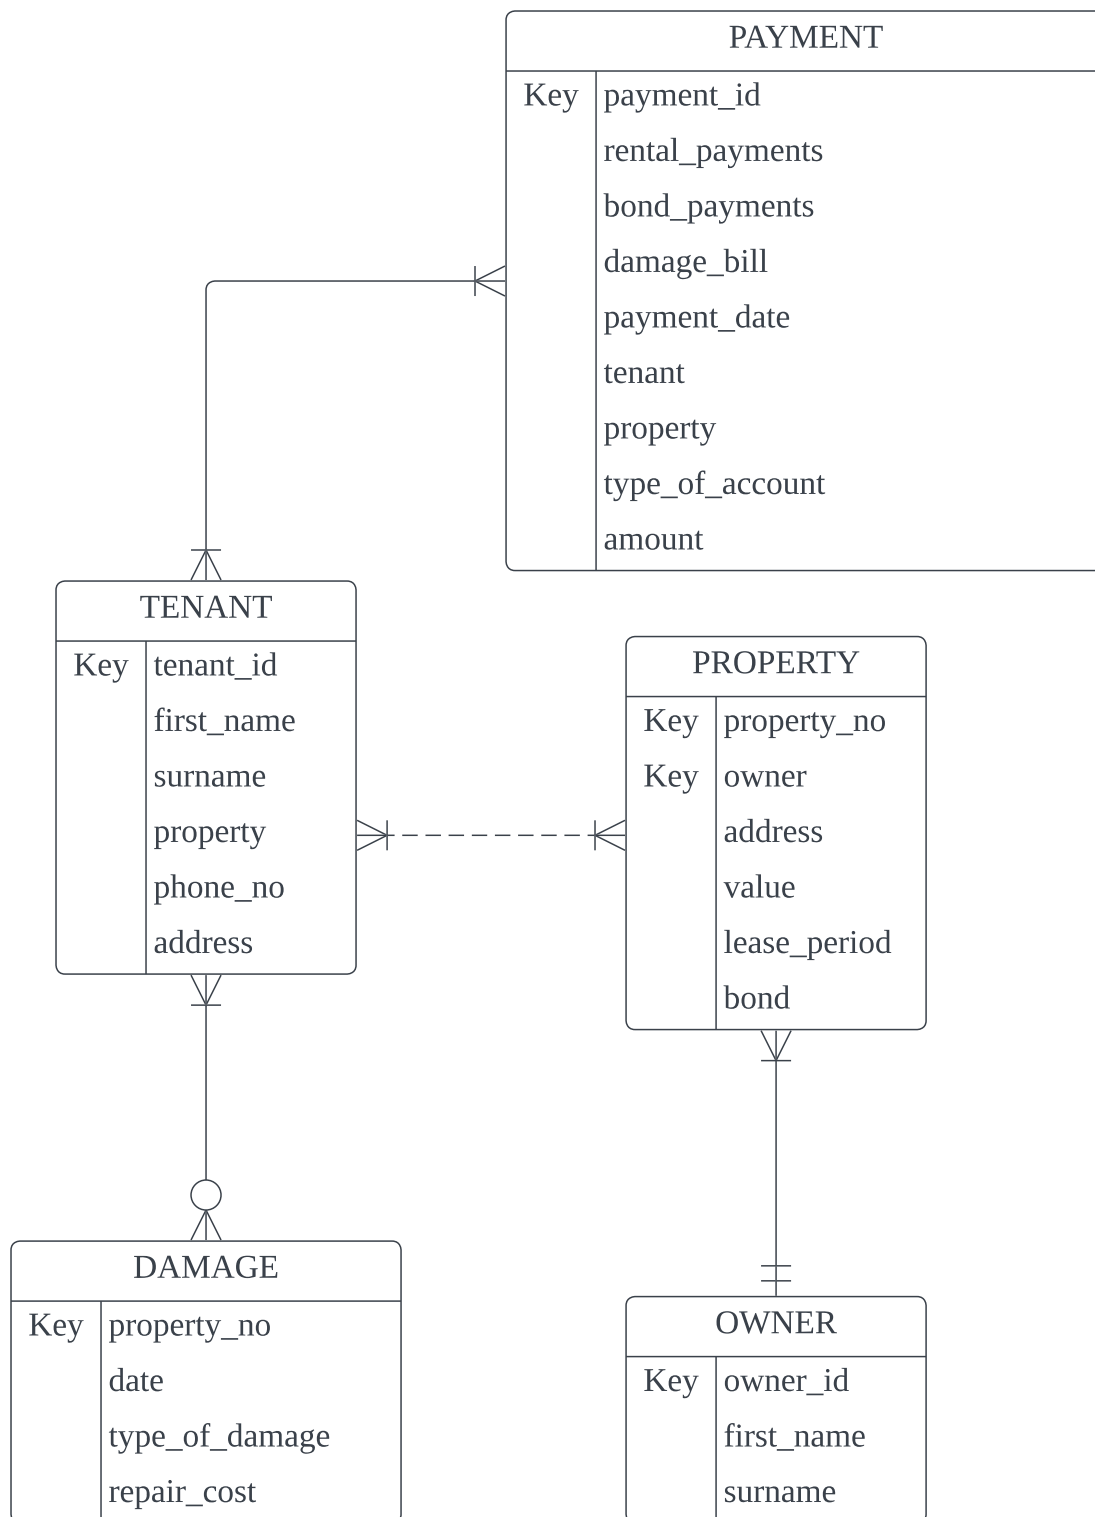 PAYMENT
Key payment_id
rental_payments
bond_payments
damage_bill
payment_date
tenant
property
type_of_account
amount
TENANT
Key tenant_id
first_name
surname
property
phone_no
address
PROPERTY
Key property_no
Key owner
address
value
lease_period
bond
DAMAGE
Key property_no
date
type_of_damage
repair_cost
OWNER
Key owner_id
first_name
surname